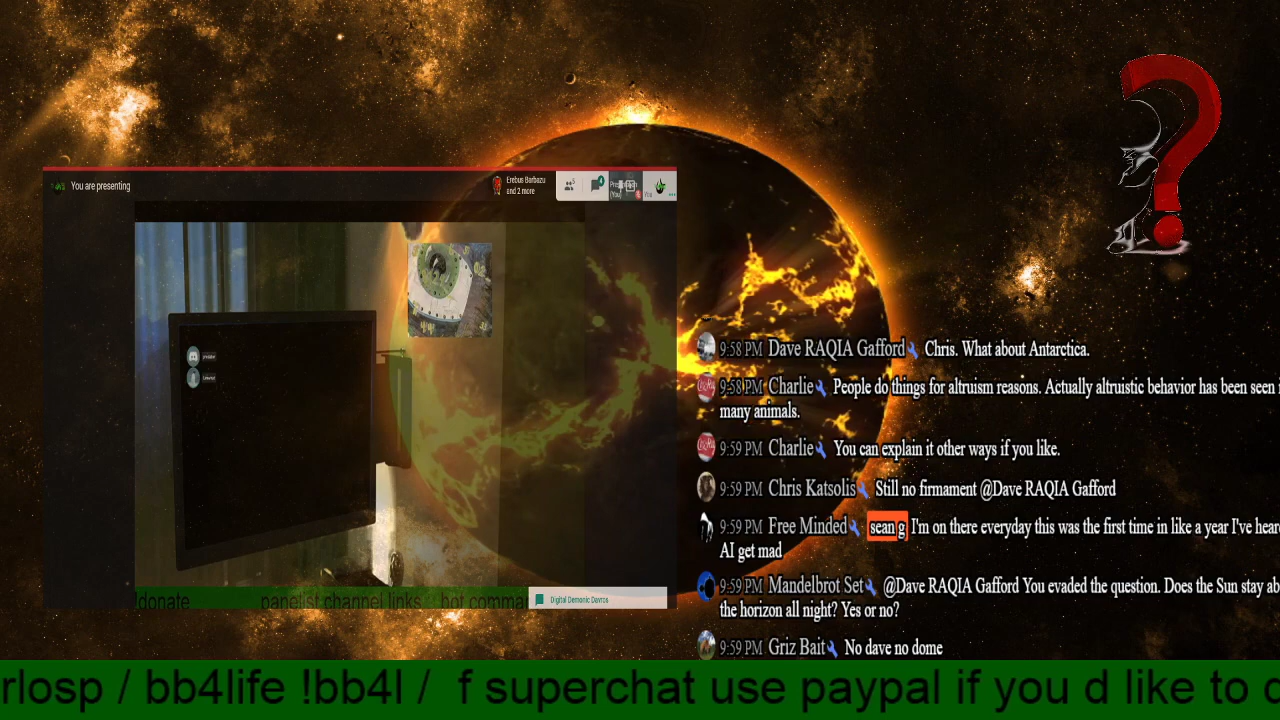 You are presenting
Erebus Barbazu
and 2 more
You
9:58 PM Dave RAQIA Gafford Chris. What about Antarctica.
9:58 PM Charlie People do things for altruism reasons. Actually altruistic behavior has been seen i
many animals.
9:59 PM Charlie You can explain it other ways if you like.
9:59 PM Chris Katsolis Still no firmament @Dave RAQIA Gafford
9:59 PM Free Minded sean g I'm on there everyday this was the first time in like a year I've hear
AI get mad
9:59 PM Mandelbrot Set @Dave RAQIA Gafford You evaded the question. Does the Sun stay ab
the horizon all night? Yes or no?
9:59 PM Griz Bait No dave no dome
!donate panelist channel links bot comma
Digital Demonic Davros
rlosp / bb4life !bb4l / f superchat use paypal if you d like to d